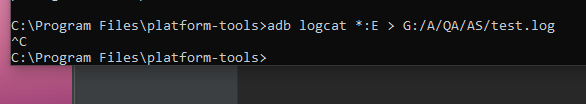 C:\Program Files\platform-tools>adb logcat *:E > G:/A/QA/AS/test.log
^C
C:\Program Files\platform-tools>